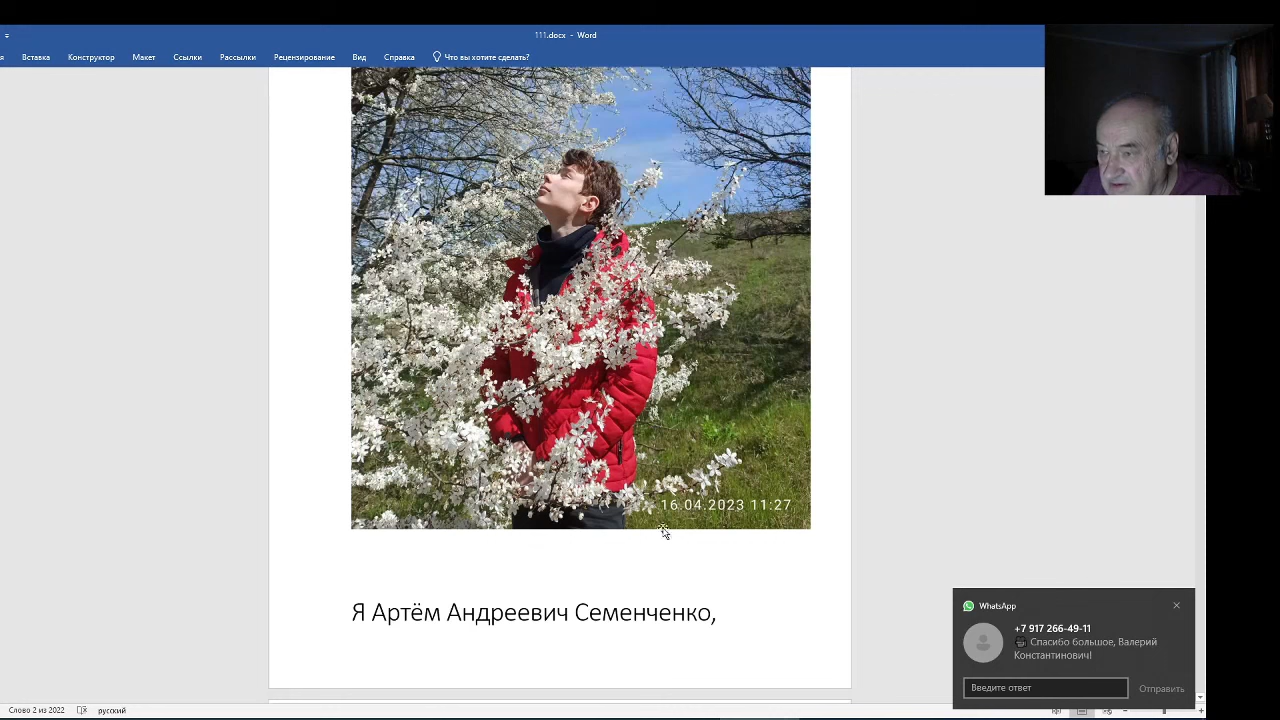 111.docx - Word
Вставка Конструктор Макет Ссылки Рассылки Рецензирование Вид Справка Что вы хотите сделать?
16.04.2023 11:27
Я Артём Андреевич Семенченко,
WhatsApp
+7 917 266-49-11
Спасибо большое, Валерий
Константинович!
Введите ответ
Отправить
Слово 2 из 2022 русский